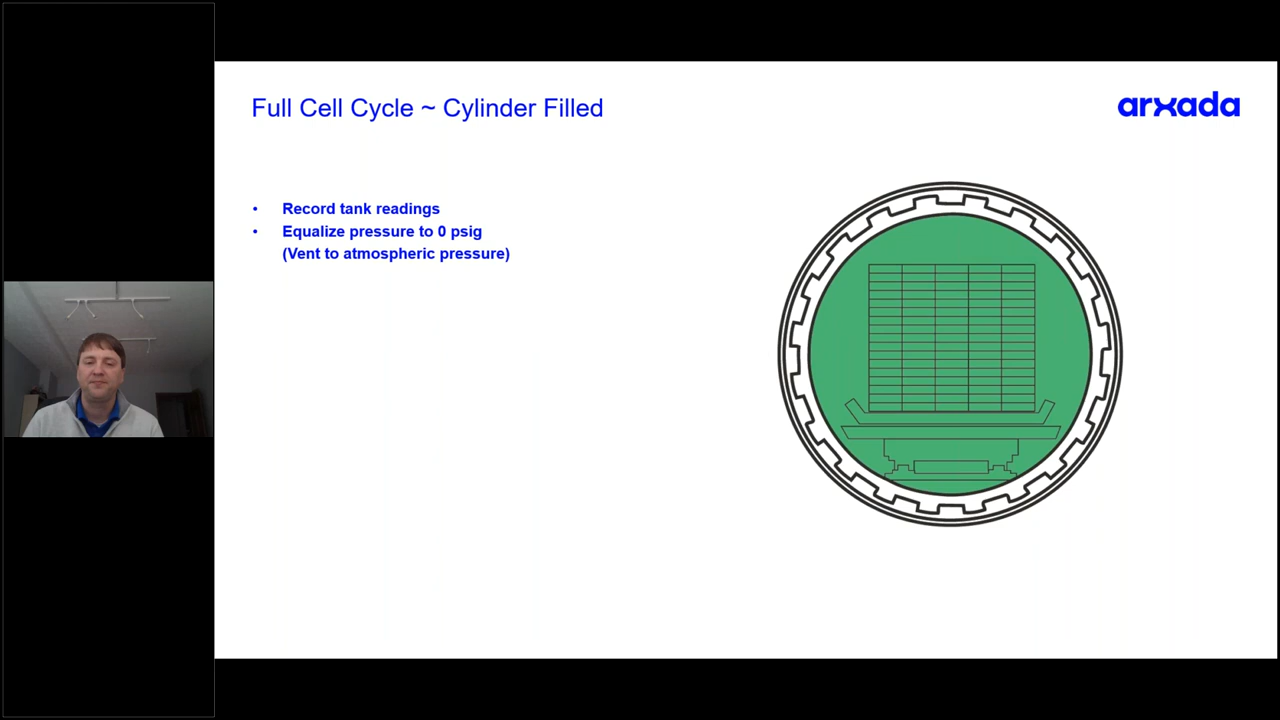 Full Cell Cycle ~ Cylinder Filled
arxada
• Record tank readings
• Equalize pressure to 0 psig
(Vent to atmospheric pressure)